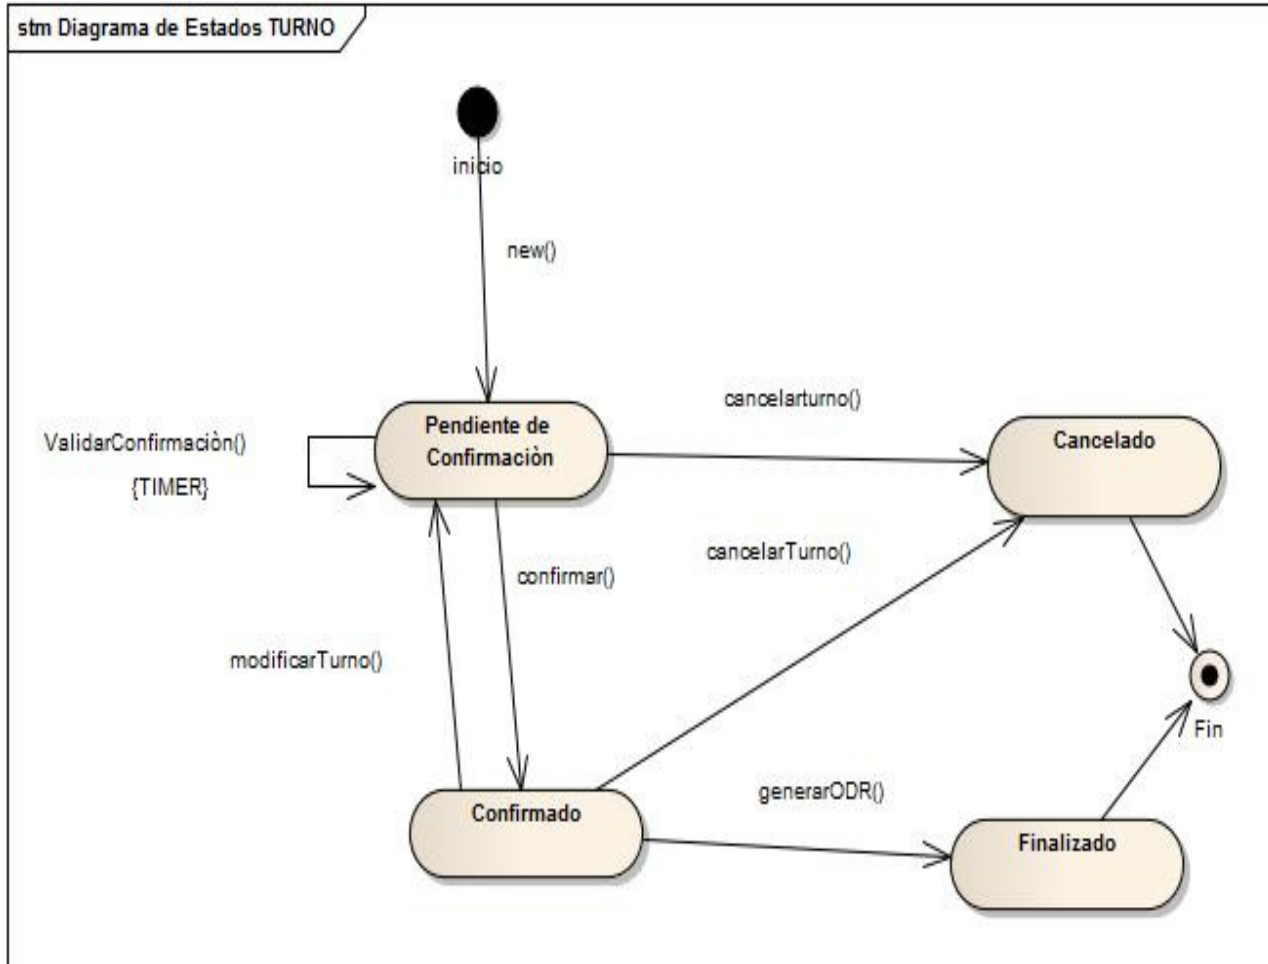 stm Diagrama de Estados TURNO
inicio
new()
cancelarturno()
Pendiente de
Confirmaciòn
Cancelado
ValidarConfirmaciòn()
{TIMER}
cancelarTurno()
confirmar()
modificarTurno()
Fin
generarODR()
Confirmado
Finalizado